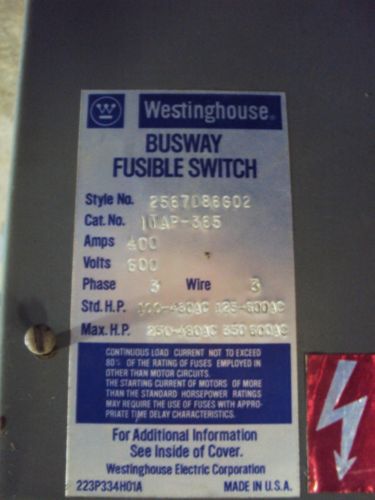 Westinghouse®
BUSWAY
FUSIBLE SWITCH
Style No. 2567D86G02
Cat. No. ITAP-365
Amps 400
Volts 600
Phase 3 Wire 3
Std. H.P. 100-480AC 125-600AC
Max. H.P. 250-480AC 350 600AC
CONTINUOUS LOAD CURRENT NOT TO EXCEED
80% OF THE RATING OF FUSES EMPLOYED IN
OTHER THAN MOTOR CIRCUITS.
THE STARTING CURRENT OF MOTORS OF MORE
THAN THE STANDARD HORSEPOWER RATINGS
MAY REQUIRE THE USE OF FUSES WITH APPRO-
PRIATE TIME DELAY CHARACTERISTICS.
For Additional Information
See Inside of Cover.
Westinghouse Electric Corporation
223P334H01A MADE IN U.S.A.